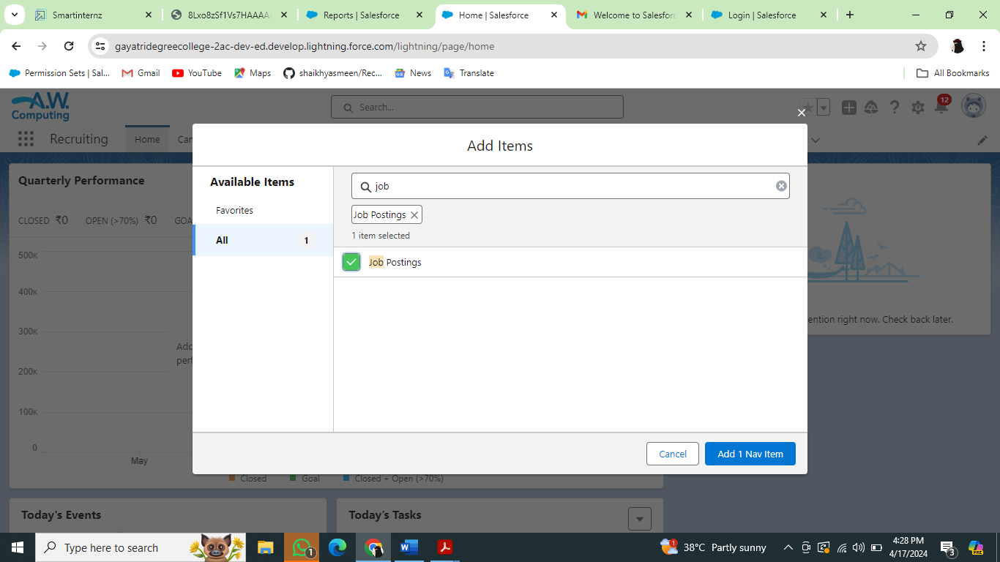 Smartinternz
8Lxo8zSf1Vs7HAAAA
Reports | Salesforce
Home | Salesforce
Welcome to Salesforc
Login | Salesforce
gayatridegreecollege-2ac-dev-ed.develop.lightning.force.com/lightning/page/home
Permission Sets | Sal...
Gmail
YouTube
Maps
shaikhyasmeen/Rec...
News
Translate
All Bookmarks
A.W.
Computing
Search...
12
Recruiting
Home
Can
Add Items
Quarterly Performance
CLOSED ₹0 OPEN (>70%) ₹0 GOA
500K
400K
300K
200K
100K
0
May
Add
perf
Closed
Goal
Closed + Open (>70%)
Available Items
Favorites
All 1
job
Job Postings
1 item selected
Job Postings
Cancel
Add 1 Nav Item
z
ention right now. Check back later.
Today's Events
Today's Tasks
Type here to search
1
1
38°C Partly sunny
4:28 PM
4/17/2024
3
PRE